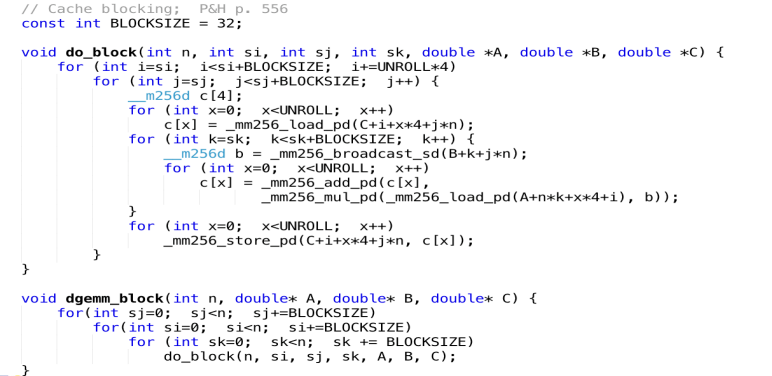 // Cache blocking;  P&H p. 556
const int BLOCKSIZE = 32;

void do_block(int n, int si, int sj, int sk, double *A, double *B, double *C) {
    for (int i=si;  i<si+BLOCKSIZE;  i+=UNROLL*4)
        for (int j=sj;  j<sj+BLOCKSIZE;  j++) {
            __m256d c[4];
            for (int x=0;  x<UNROLL;  x++)
                c[x] = _mm256_load_pd(C+i+x*4+j*n);
            for (int k=sk;  k<sk+BLOCKSIZE;  k++) {
                __m256d b = _mm256_broadcast_sd(B+k+j*n);
                for (int x=0;  x<UNROLL;  x++)
                    c[x] = _mm256_add_pd(c[x],
                           _mm256_mul_pd(_mm256_load_pd(A+n*k+x*4+i), b));
            }
            for (int x=0;  x<UNROLL;  x++)
                _mm256_store_pd(C+i+x*4+j*n, c[x]);
        }
}

void dgemm_block(int n, double* A, double* B, double* C) {
    for(int sj=0;  sj<n;  sj+=BLOCKSIZE)
        for(int si=0;  si<n;  si+=BLOCKSIZE)
            for (int sk=0;  sk<n;  sk += BLOCKSIZE)
                do_block(n, si, sj, sk, A, B, C);
}